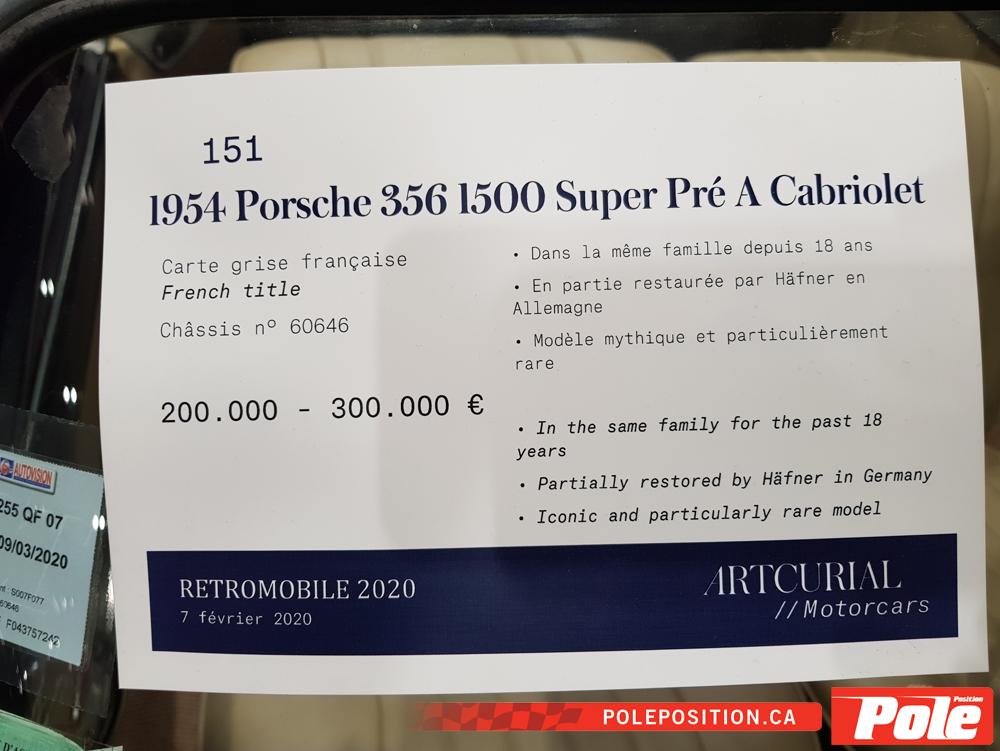 151
1954 Porsche 356 1500 Super Pré A Cabriolet
Carte grise française
French title
Châssis nº 60646
200.000 - 300.000 €
• Dans la même famille depuis 18 ans
• En partie restaurée par Häfner en
Allemagne
• Modèle mythique et particulièrement
rare
• In the same family for the past 18
years
• Partially restored by Häfner in Germany
• Iconic and particularly rare model
RETROMOBILE 2020
7 février 2020
ARTCURIAL
//Motorcars
AUTOVISION
255 QF 07
09/03/2020
S007F077
60646
F043757242
POLEPOSITION.CA
Pole
Position